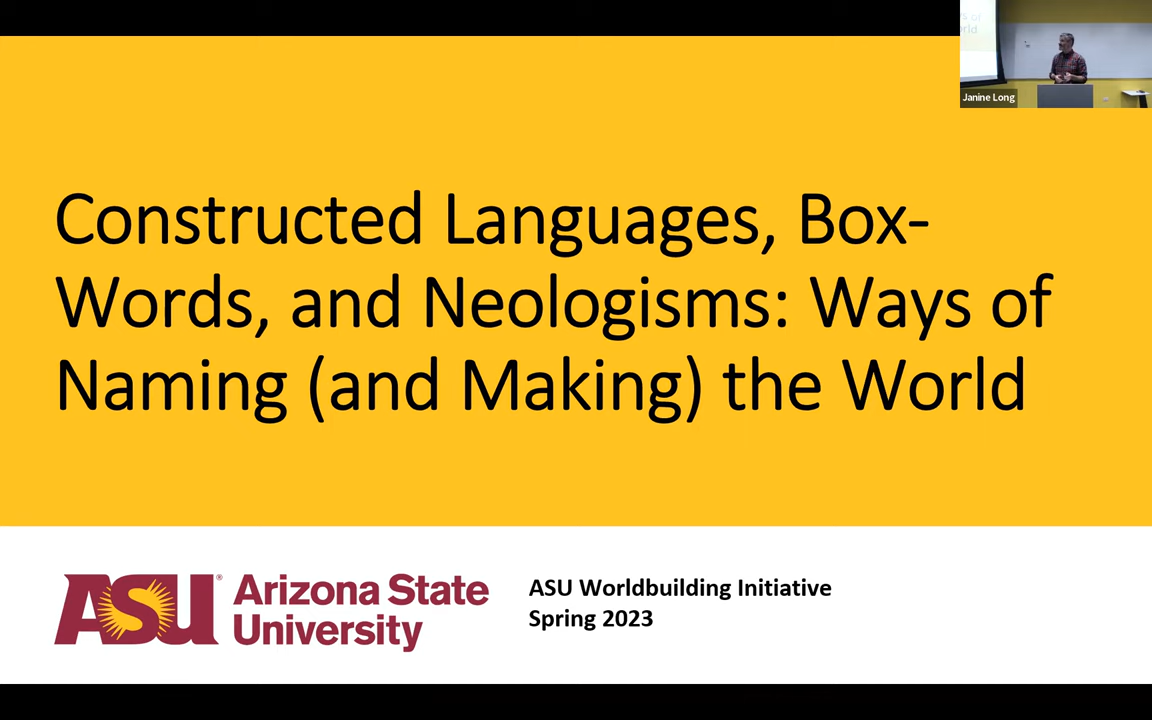 Janine Long
Constructed Languages, Box-
Words, and Neologisms: Ways of
Naming (and Making) the World
ASU®
Arizona State
University
ASU Worldbuilding Initiative
Spring 2023